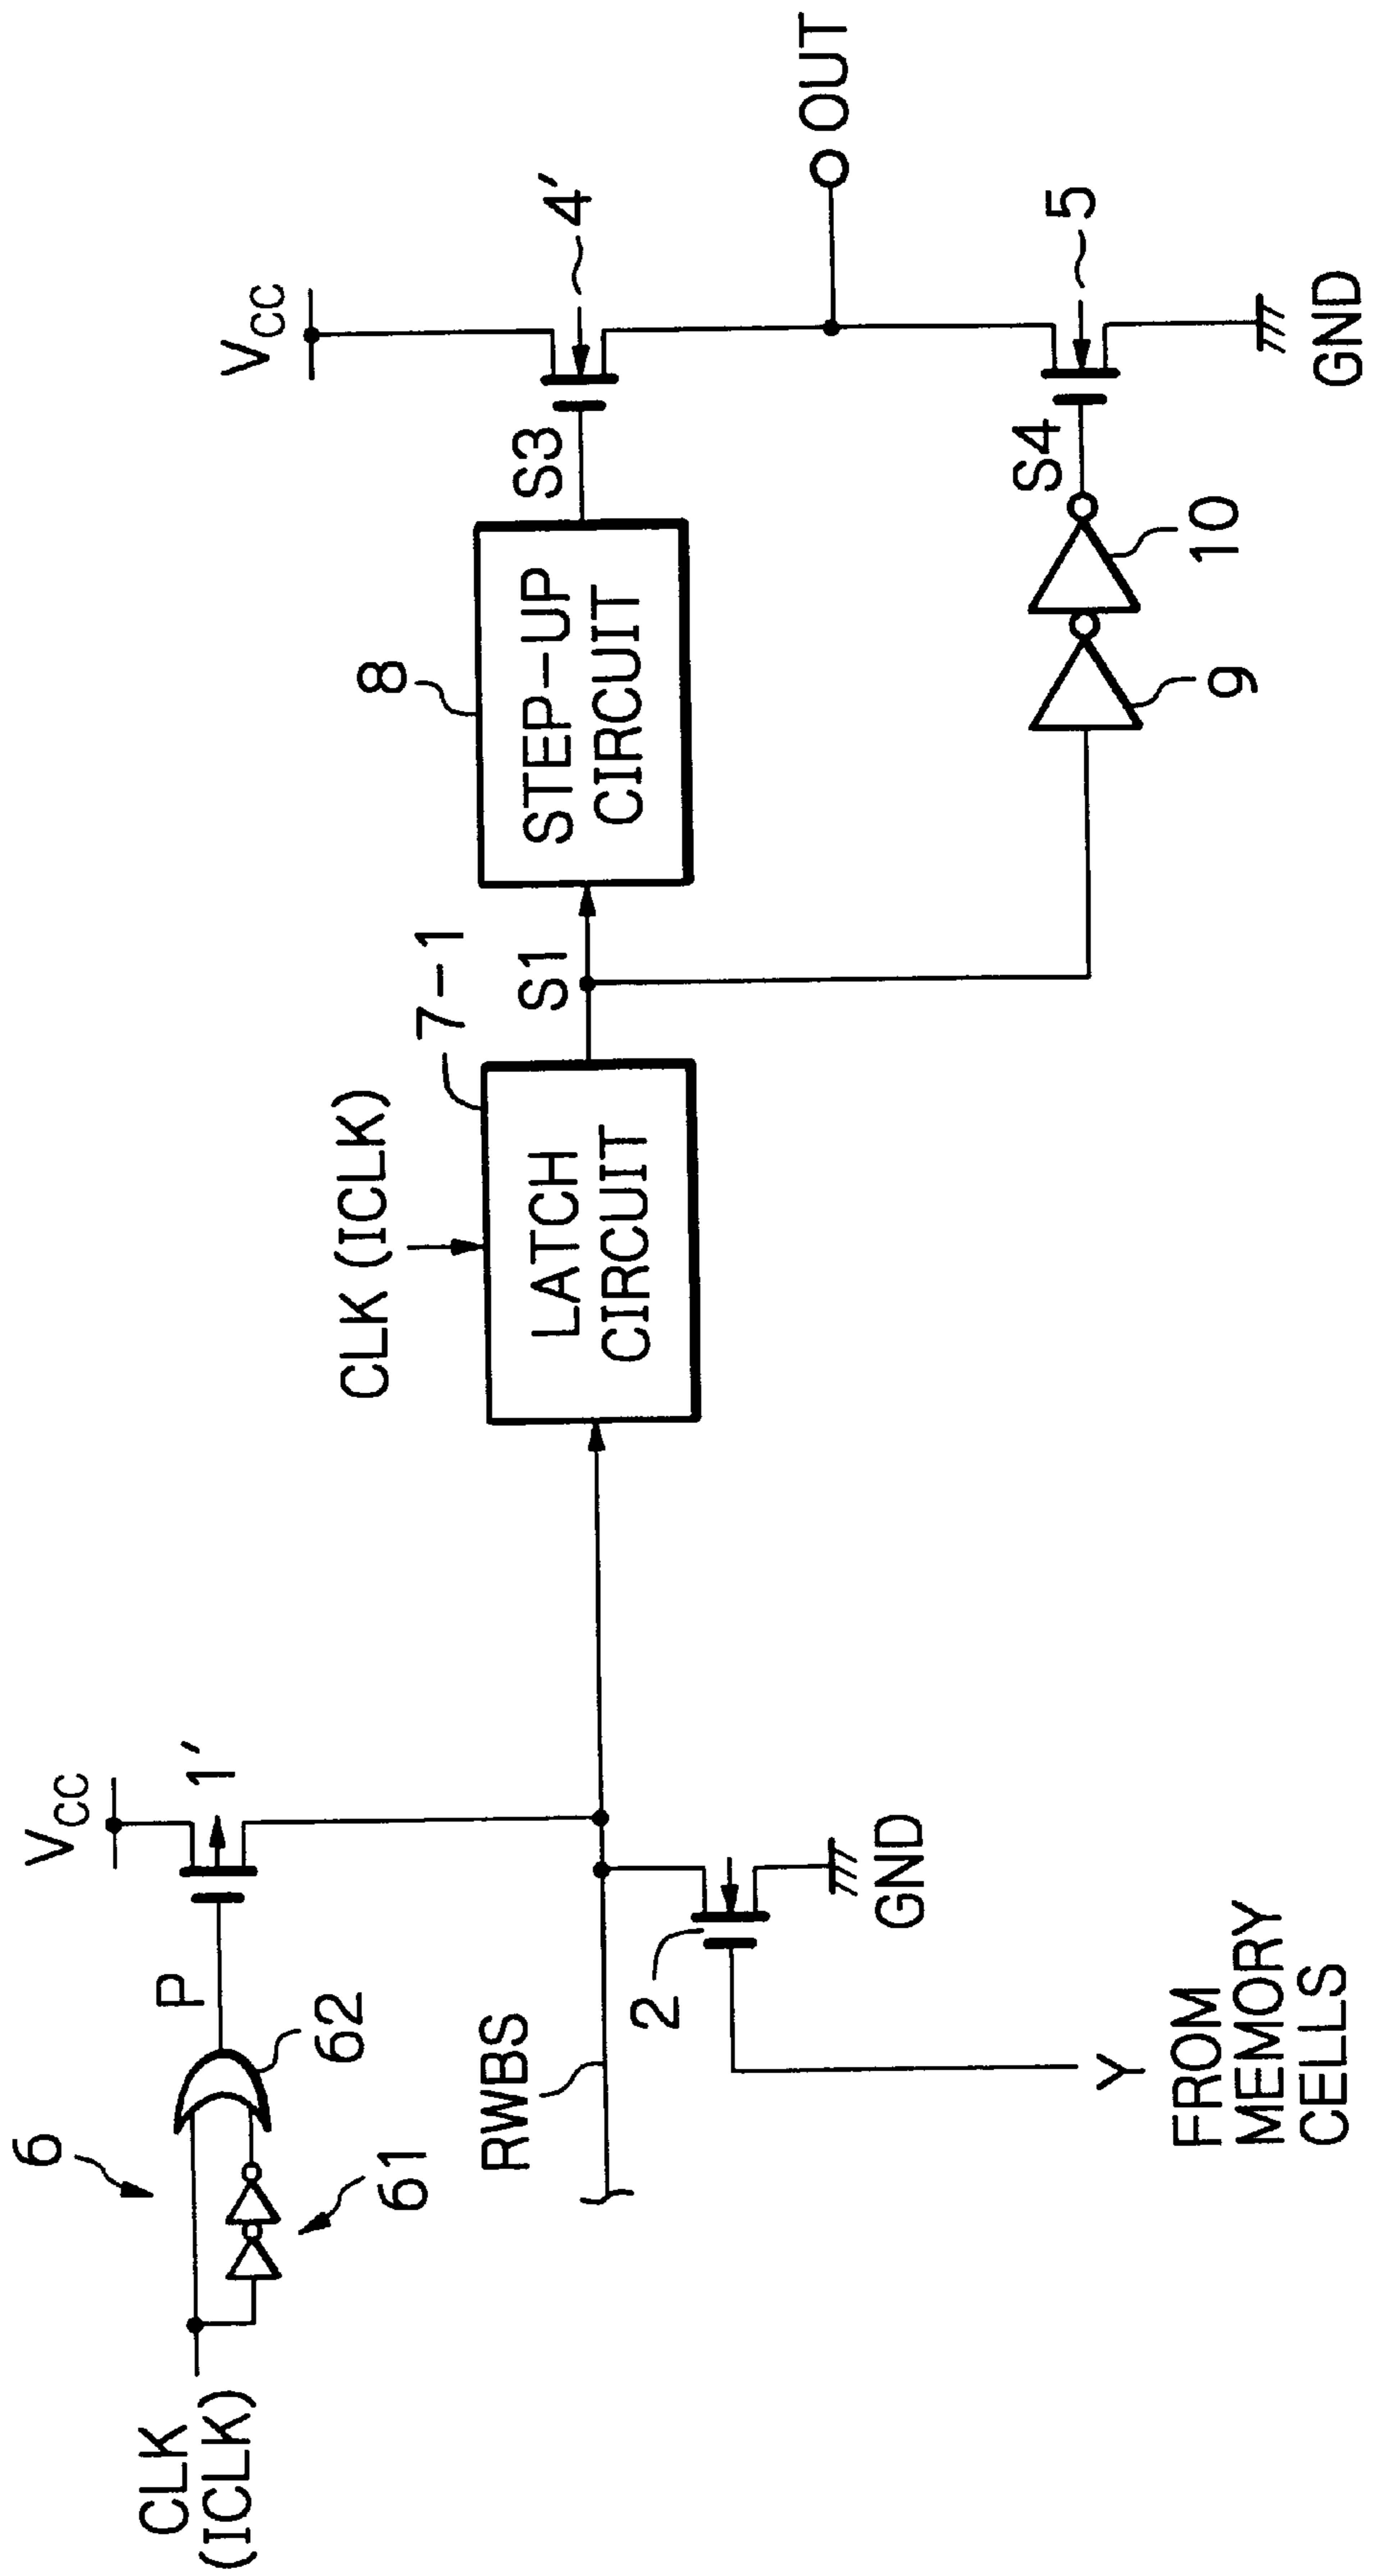 CLK
(ICLK)
6
61
62
P
VCC
1′
RWBS
2
GND
Y
FROM
MEMORY
CELLS
CLK (ICLK)
7-1
LATCH
CIRCUIT
S1
8
STEP-UP
CIRCUIT
S3
VCC
4′
OUT
9
10
S4
5
GND